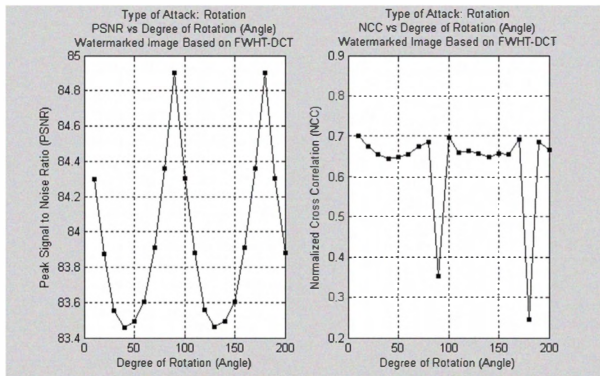 Type of Attack: Rotation
PSNR vs Degree of Rotation (Angle)
Watermarked Image Based on FWHT-DCT
85
84.8
84.6
84.4
84.2
84
83.8
83.6
83.4
0
50
100
150
200
Peak Signal to Noise Ratio (PSNR)
Degree of Rotation (Angle)
Type of Attack: Rotation
NCC vs Degree of Rotation (Angle)
Watermarked Image Based on FWHT-DCT
0.9
0.8
0.7
0.6
0.5
0.4
0.3
0.2
0
50
100
150
200
Normalized Cross Correlation (NCC)
Degree of Rotation (Angle)